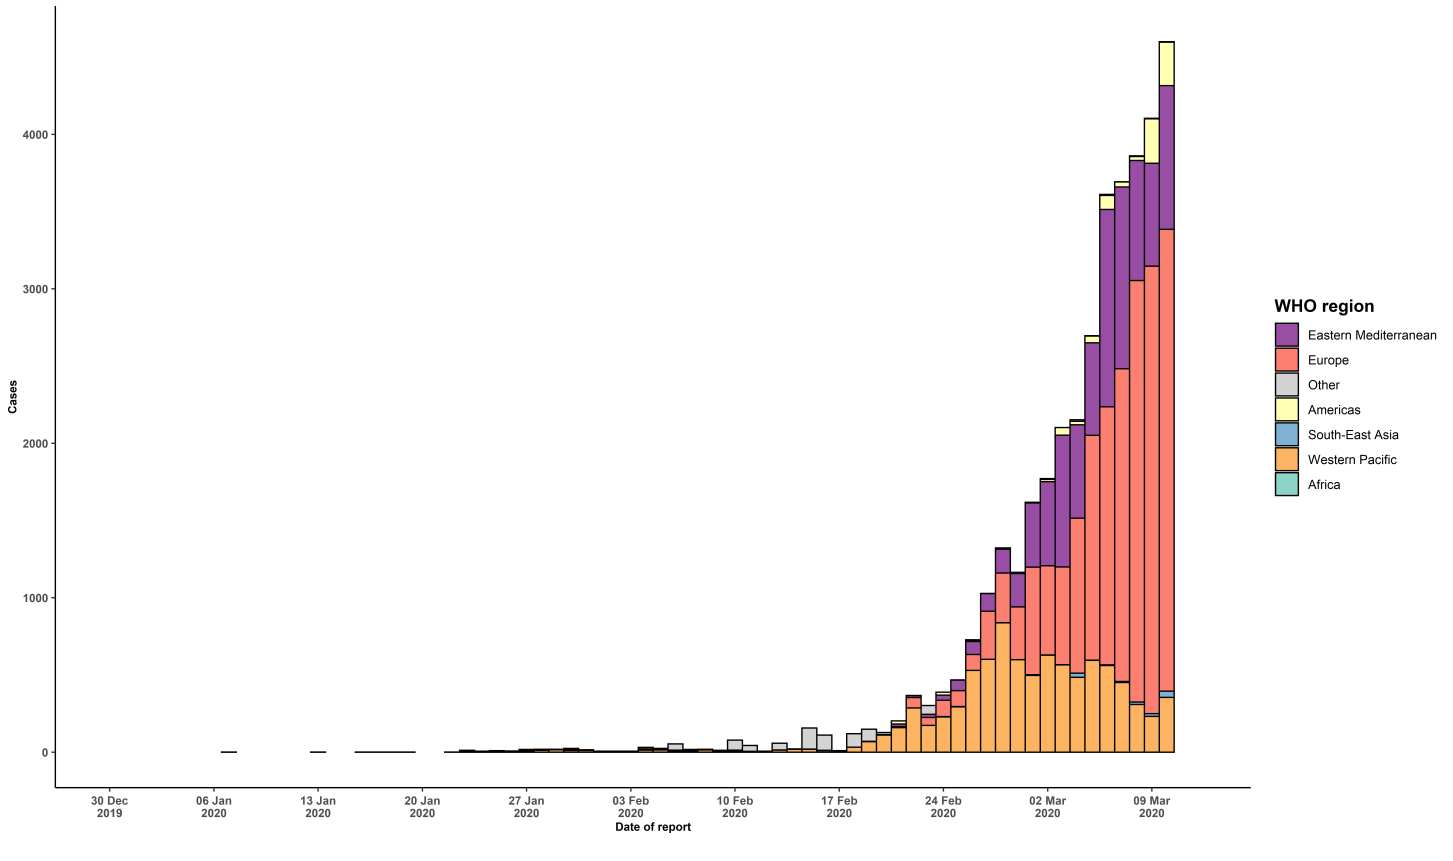 4000
3000
2000
1000
0
Cases
30 Dec
2019
06 Jan
2020
13 Jan
2020
20 Jan
2020
27 Jan
2020
03 Feb
2020
10 Feb
2020
17 Feb
2020
24 Feb
2020
02 Mar
2020
09 Mar
2020
Date of report
WHO region
Eastern Mediterranean
Europe
Other
Americas
South-East Asia
Western Pacific
Africa